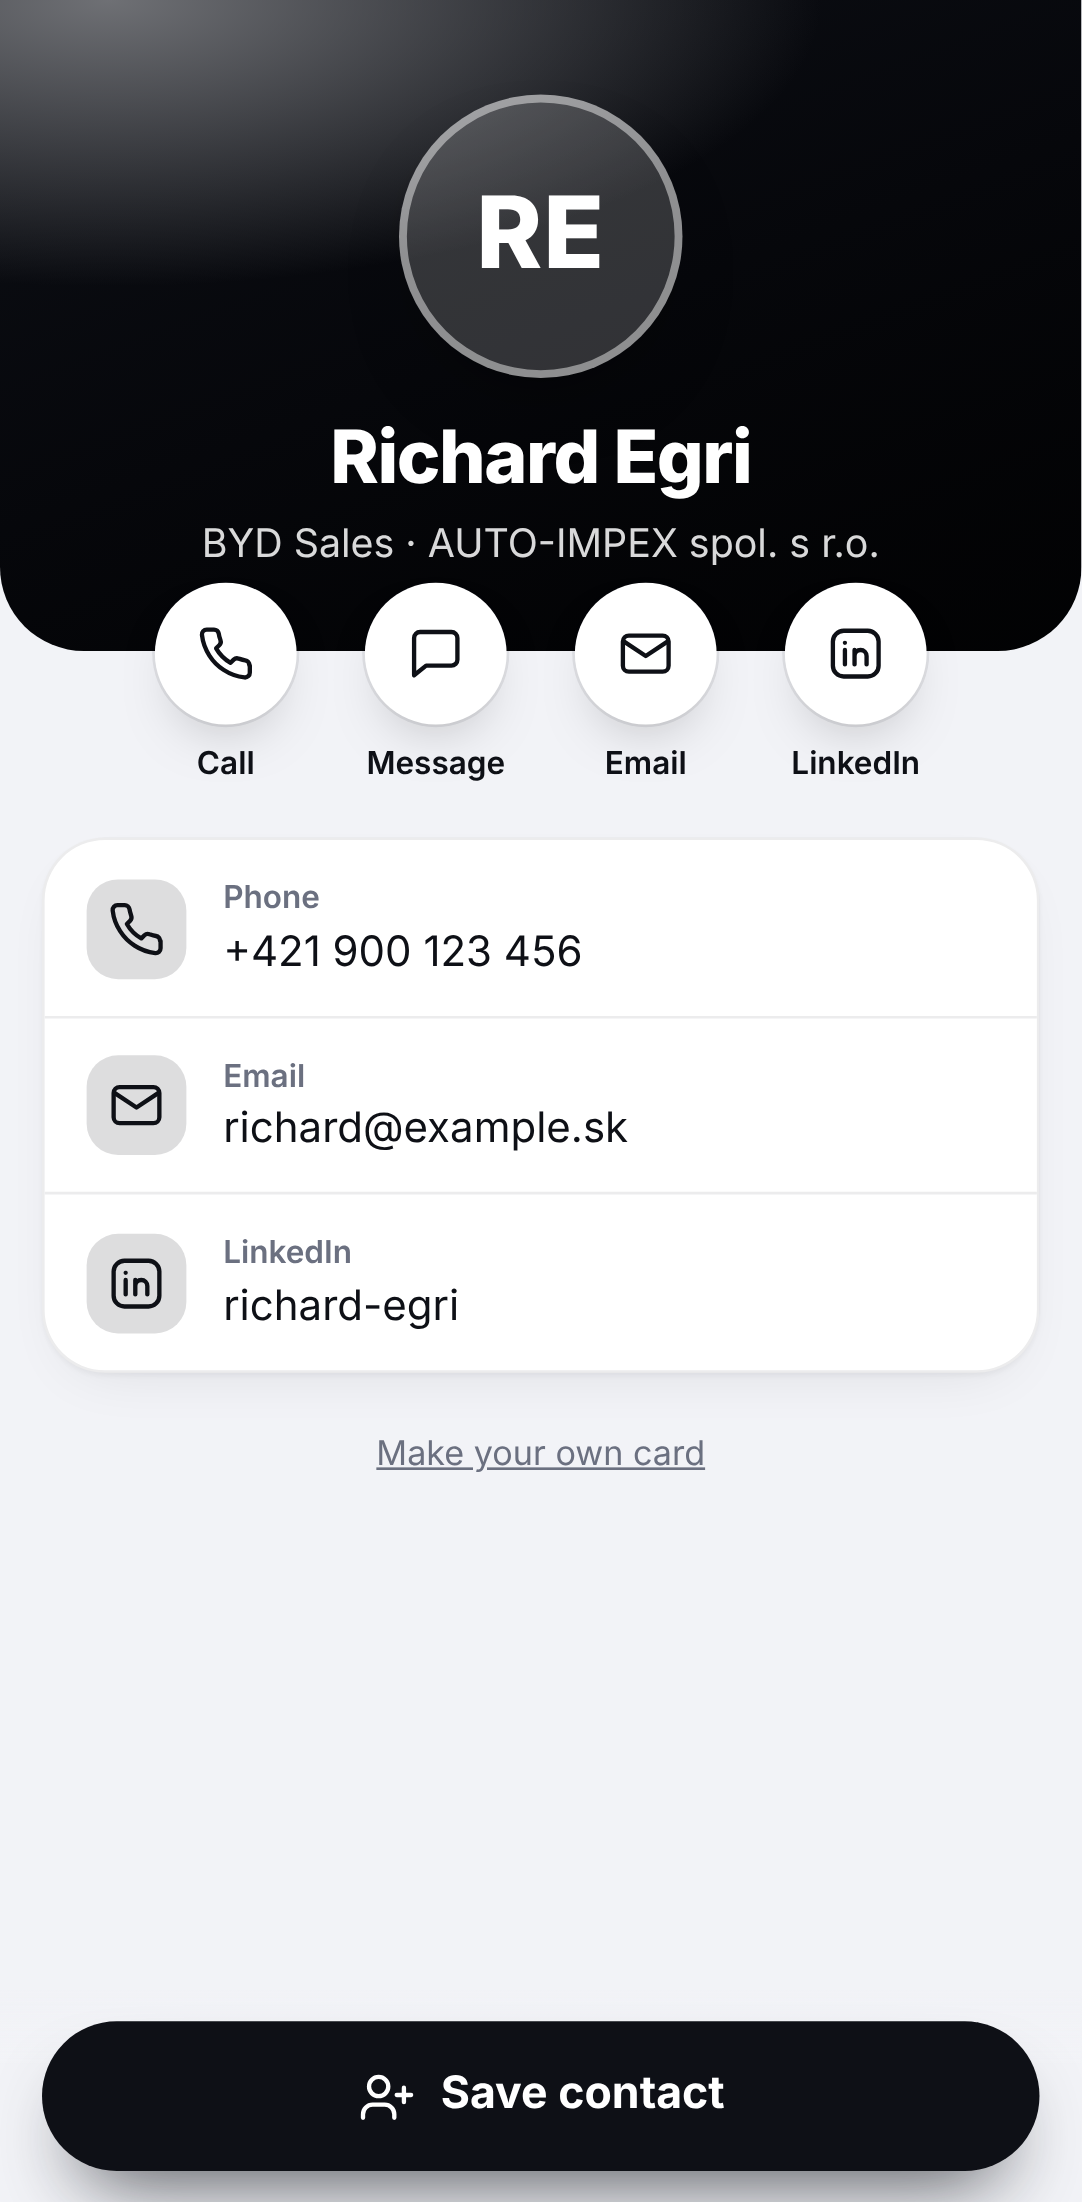 RE
Richard Egri
BYD Sales · AUTO-IMPEX spol. s r.o.
Call
Message
Email
LinkedIn
Phone
+421 900 123 456
Email
richard@example.sk
LinkedIn
richard-egri
Make your own card
Save contact